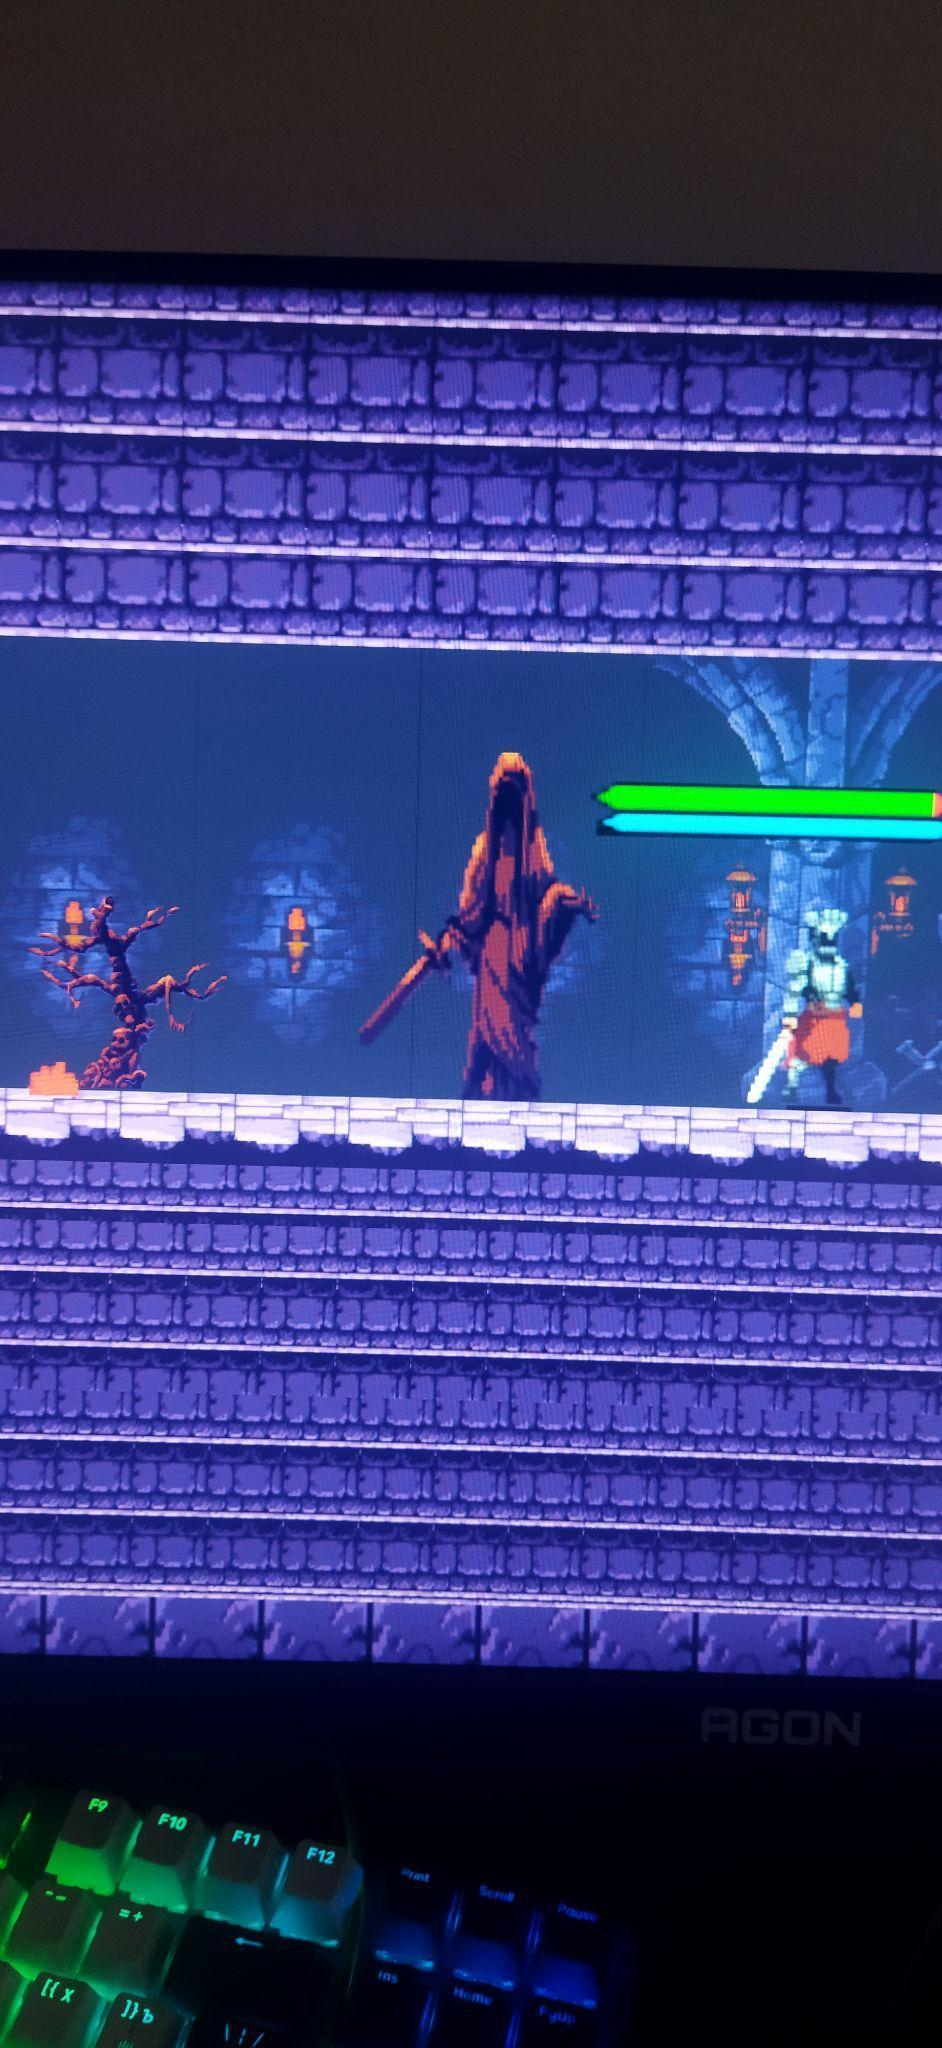 AGON
F9 F10 F11 F12
Print Scroll Pause
-- =+ ←
Ins Home PgUp
[{ х ]} ъ \|/